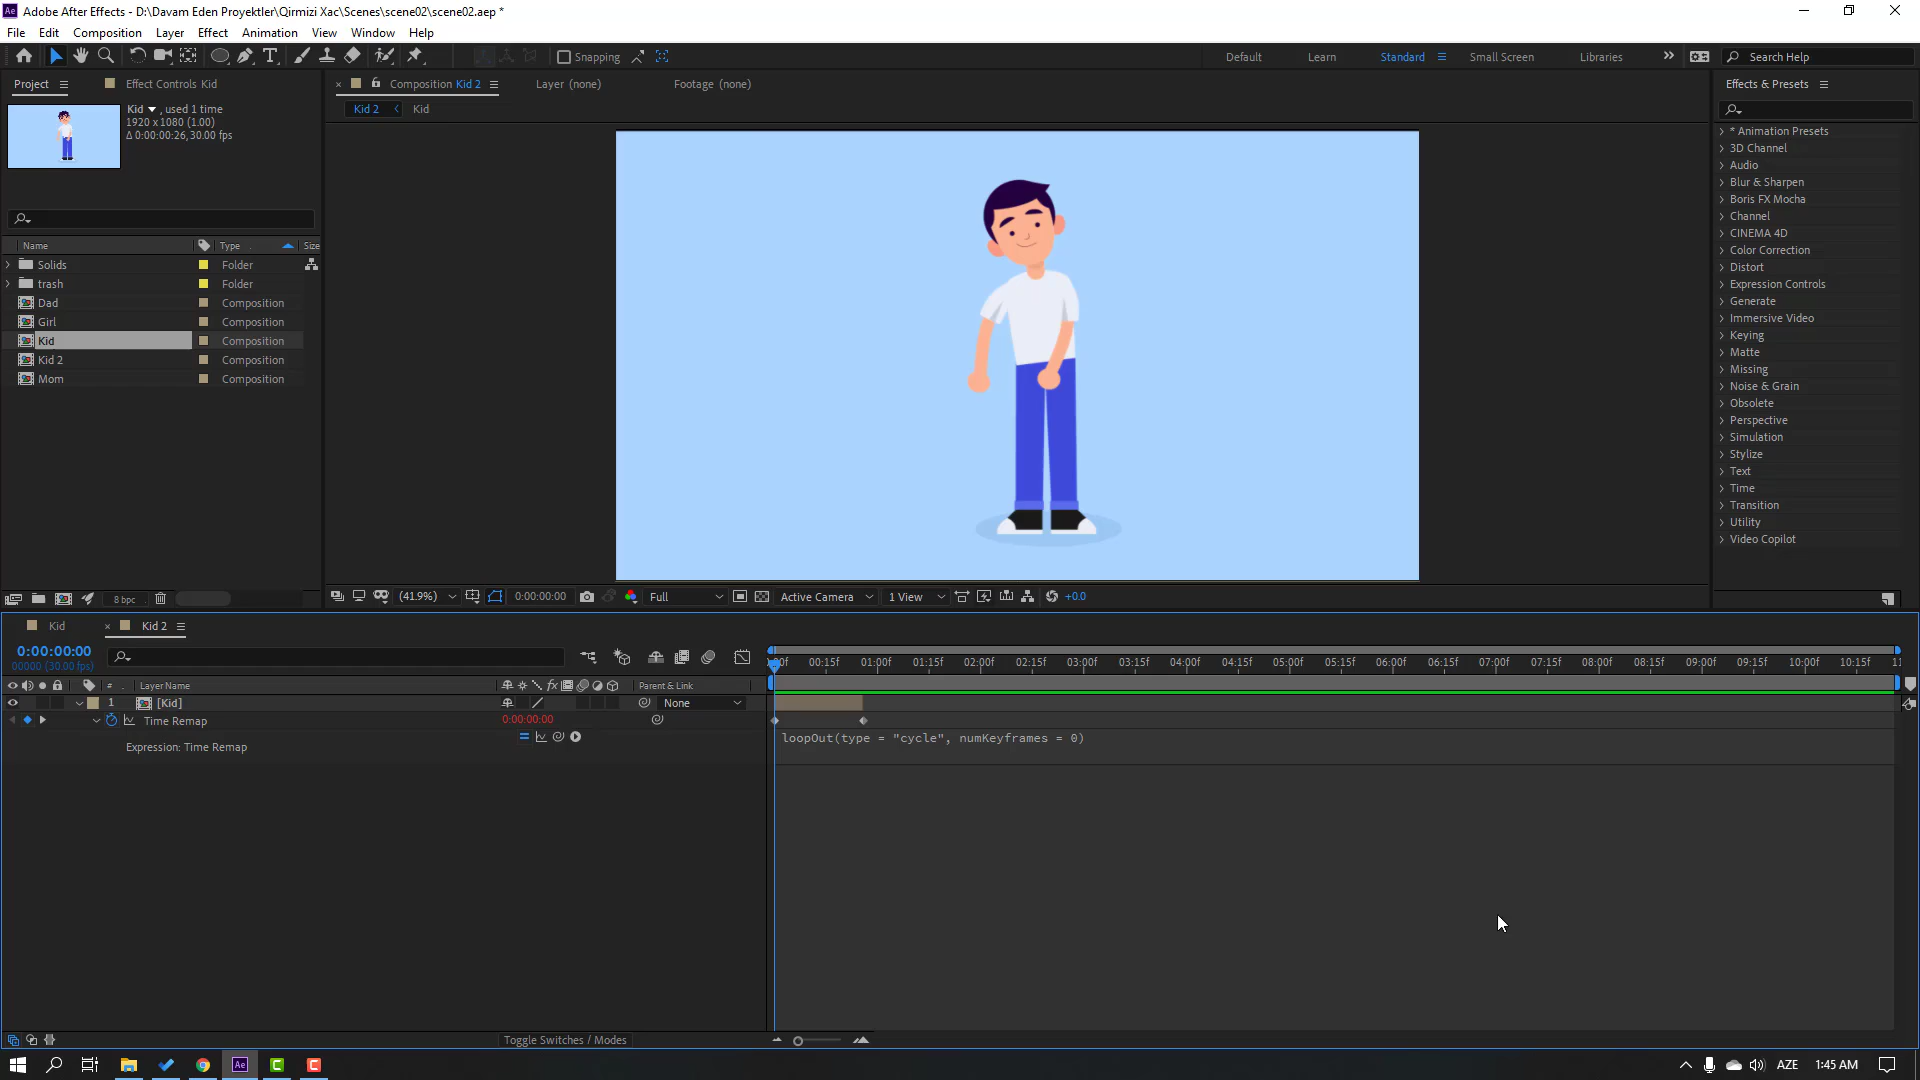 Adobe After Effects - D:\Davam Eden Proyektler\Qirmizi Xac\Scenes\scene02\scene02.aep *
File Edit Composition Layer Effect Animation View Window Help
Snapping Default Learn Standard Small Screen Libraries Search Help
Project Effect Controls Kid Composition Kid 2 Layer (none) Footage (none) Effects & Presets
Kid , used 1 time
1920 x 1080 (1.00)
Δ 0:00:00:26, 30.00 fps
Kid 2 Kid
Name Type Size
Solids Folder
trash Folder
Dad Composition
Girl Composition
Kid Composition
Kid 2 Composition
Mom Composition
* Animation Presets
3D Channel
Audio
Blur & Sharpen
Boris FX Mocha
Channel
CINEMA 4D
Color Correction
Distort
Expression Controls
Generate
Immersive Video
Keying
Matte
Missing
Noise & Grain
Obsolete
Perspective
Simulation
Stylize
Text
Time
Transition
Utility
Video Copilot
8 bpc (41.9%) 0:00:00:00 Full Active Camera 1 View +0.0
Kid Kid 2
0:00:00:00
00000 (30.00 fps)
00:15f 01:00f 01:15f 02:00f 02:15f 03:00f 03:15f 04:00f 04:15f 05:00f 05:15f 06:00f 06:15f 07:00f 07:15f 08:00f 08:15f 09:00f 09:15f 10:00f 10:15f 11
# Layer Name fx Parent & Link
1 [Kid] None
Time Remap 0:00:00:00
Expression: Time Remap loopOut(type = "cycle", numKeyframes = 0)
Toggle Switches / Modes
Ae AZE 1:45 AM